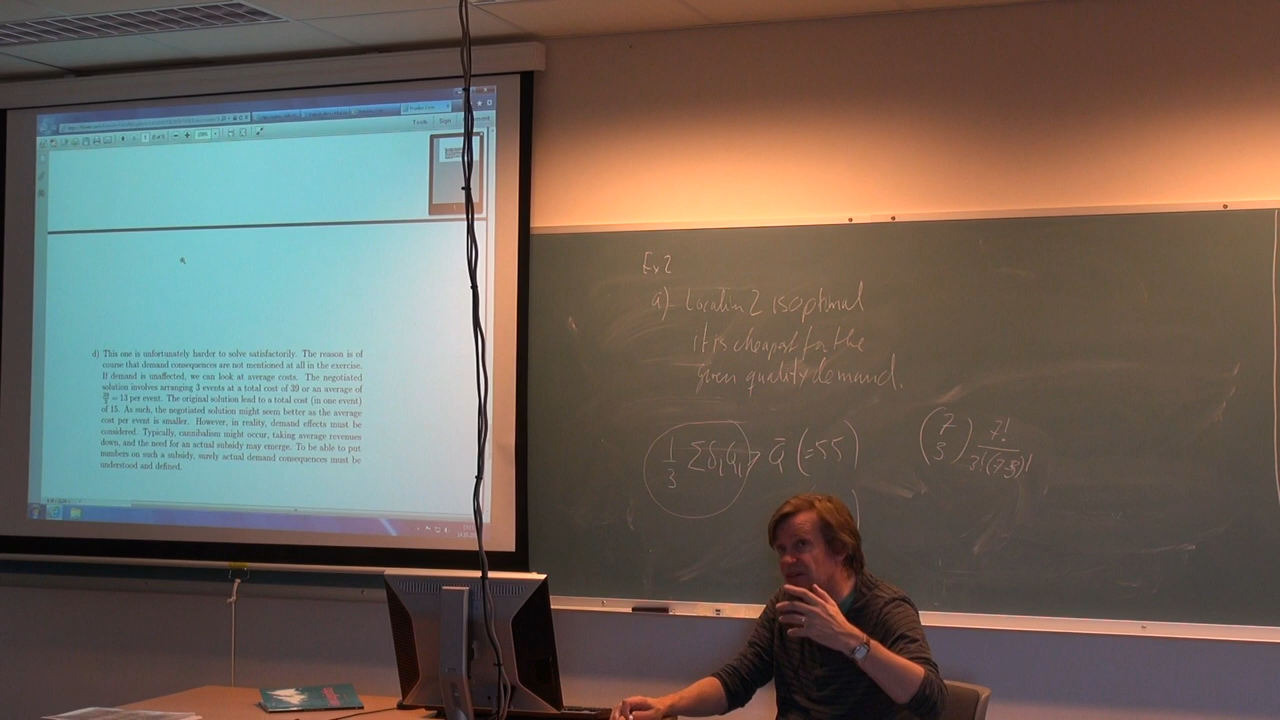 Tools Sign Comment
d) This one is unfortunately harder to solve satisfactorily. The reason is of
course that demand consequences are not mentioned at all in the exercise.
If demand is unaffected, we can look at average costs. The negotiated
solution involves arranging 3 events at a total cost of 39 or an average of
39/3 = 13 per event. The original solution lead to a total cost (in one event)
of 15. As such, the negotiated solution might seem better as the average
cost per event is smaller. However, in reality, demand effects must be
considered. Typically, cannibalism might occur, taking average revenues
down, and the need for an actual subsidy may emerge. To be able to put
numbers on such a subsidy, surely actual demand consequences must be
understood and defined.
Ex 2
a) Location 2 is optimal
it is cheapest for the
given quality demand.
1/3 Σ δᵢ aᵢ ā (=55)
(7 3) 7!/3!(7-3)!